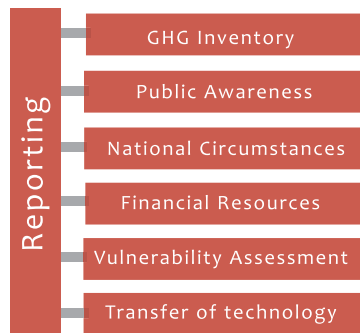 Reporting
GHG Inventory
Public Awareness
National Circumstances
Financial Resources
Vulnerability Assessment
Transfer of technology